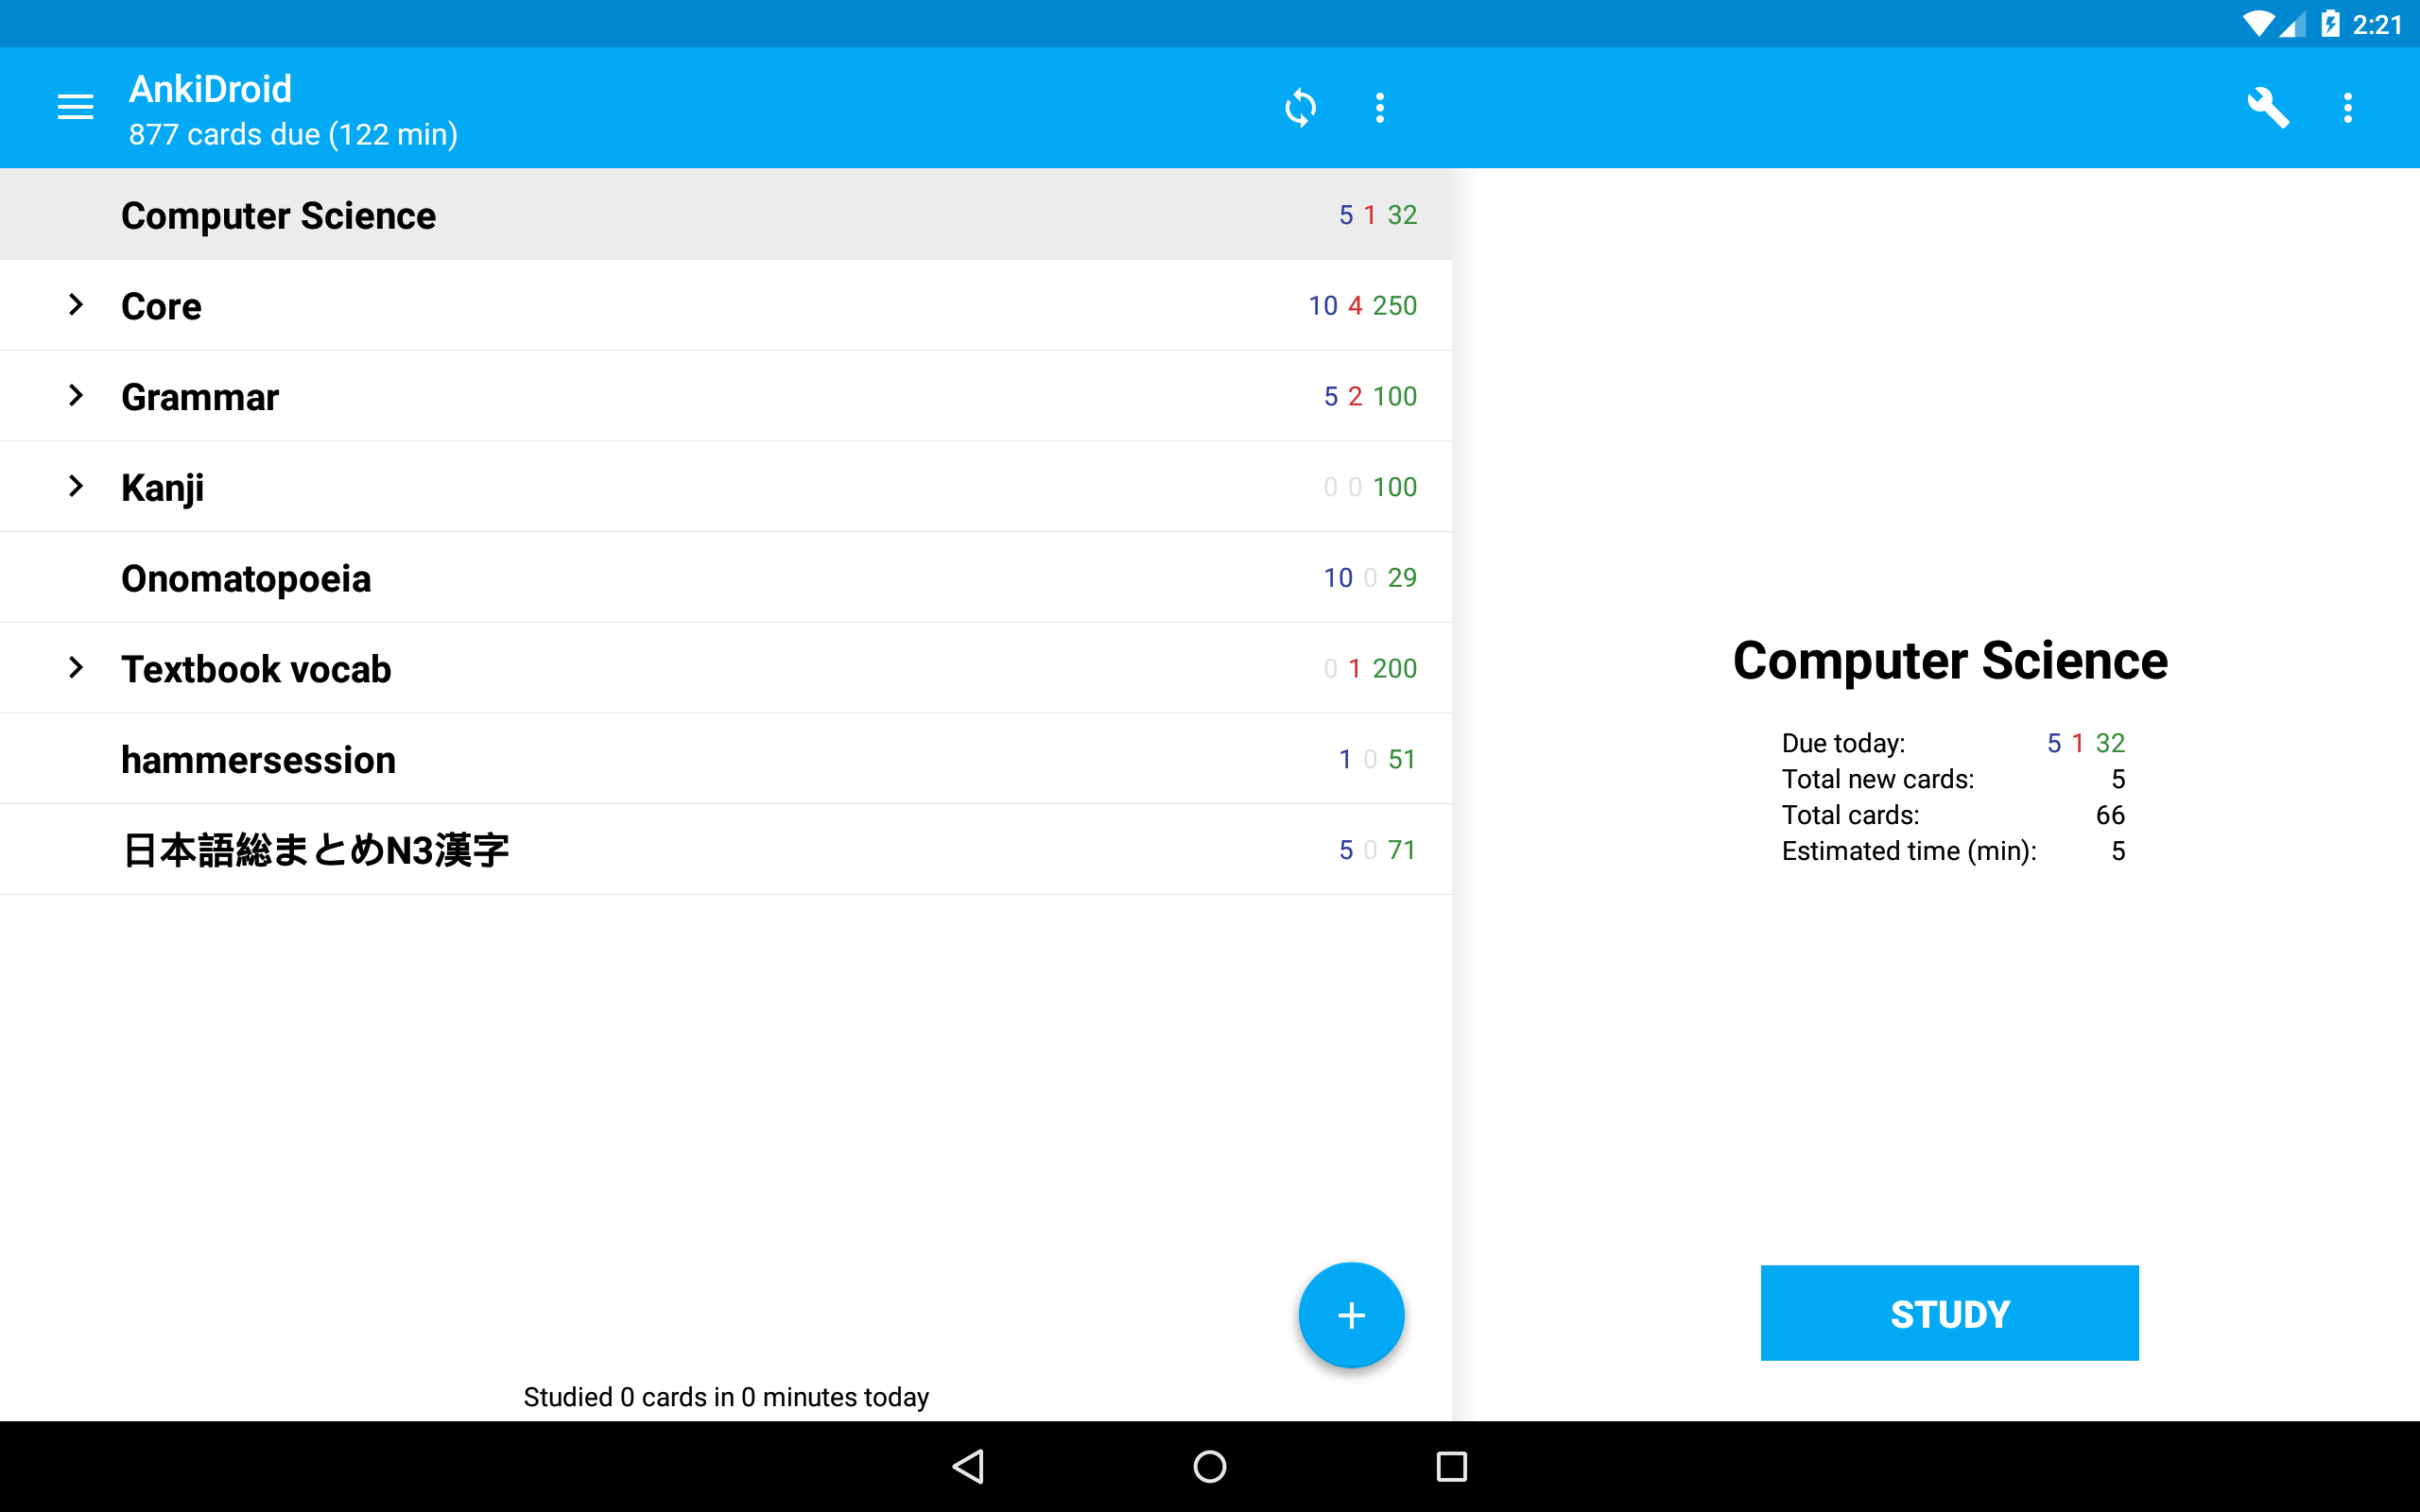 2:21
AnkiDroid
877 cards due (122 min)
Computer Science 5 1 32
Core 10 4 250
Grammar 5 2 100
Kanji 0 0 100
Onomatopoeia 10 0 29
Textbook vocab 0 1 200
hammersession 1 0 51
日本語総まとめN3漢字 5 0 71
Studied 0 cards in 0 minutes today
Computer Science
Due today: 5 1 32
Total new cards: 5
Total cards: 66
Estimated time (min): 5
STUDY